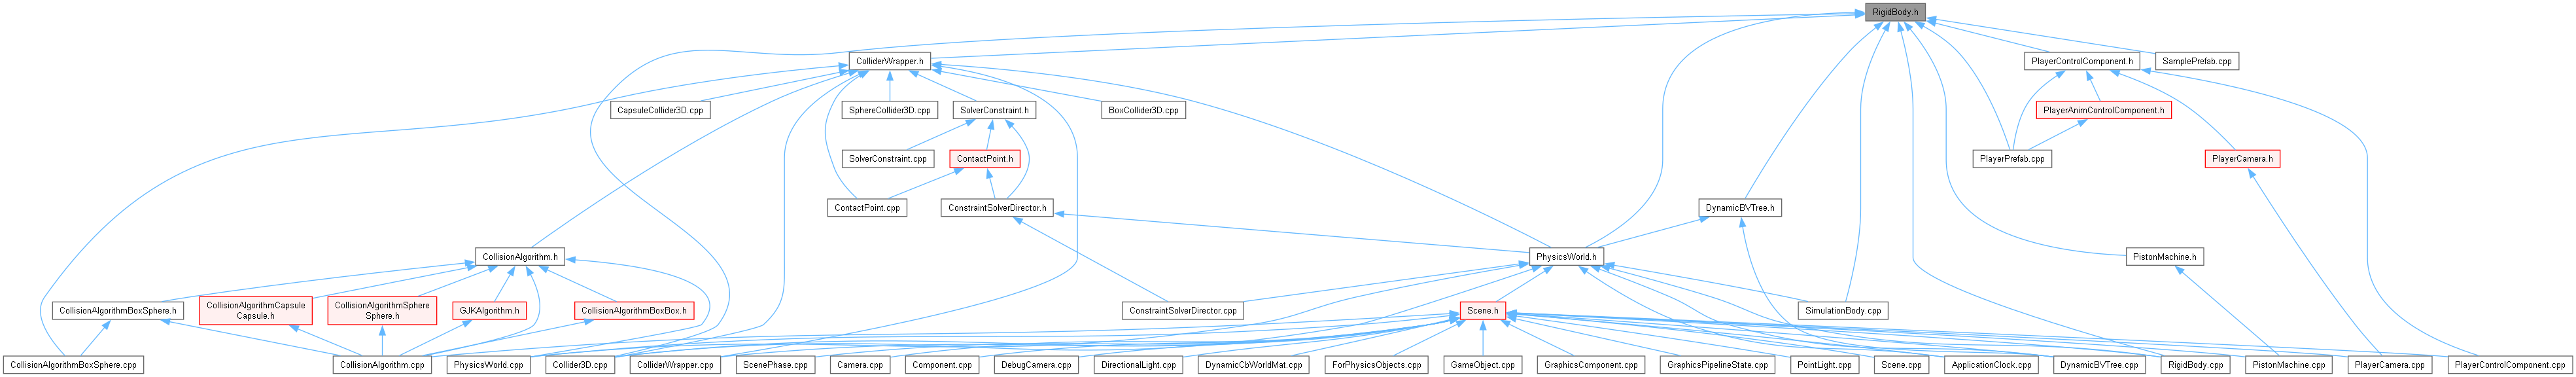 RigidBody.h
ColliderWrapper.h
PlayerControlComponent.h
SamplePrefab.cpp
CapsuleCollider3D.cpp
SphereCollider3D.cpp
SolverConstraint.h
BoxCollider3D.cpp
PlayerAnimControlComponent.h
SolverConstraint.cpp
ContactPoint.h
PlayerPrefab.cpp
PlayerCamera.h
ContactPoint.cpp
ConstraintSolverDirector.h
DynamicBVTree.h
CollisionAlgorithm.h
PhysicsWorld.h
PistonMachine.h
CollisionAlgorithmBoxSphere.h
CollisionAlgorithmCapsule
Capsule.h
CollisionAlgorithmSphere
Sphere.h
GJKAlgorithm.h
CollisionAlgorithmBoxBox.h
ConstraintSolverDirector.cpp
Scene.h
SimulationBody.cpp
CollisionAlgorithmBoxSphere.cpp
CollisionAlgorithm.cpp
PhysicsWorld.cpp
Collider3D.cpp
ColliderWrapper.cpp
ScenePhase.cpp
Camera.cpp
Component.cpp
DebugCamera.cpp
DirectionalLight.cpp
DynamicCbWorldMat.cpp
ForPhysicsObjects.cpp
GameObject.cpp
GraphicsComponent.cpp
GraphicsPipelineState.cpp
PointLight.cpp
Scene.cpp
ApplicationClock.cpp
DynamicBVTree.cpp
RigidBody.cpp
PistonMachine.cpp
PlayerCamera.cpp
PlayerControlComponent.cpp